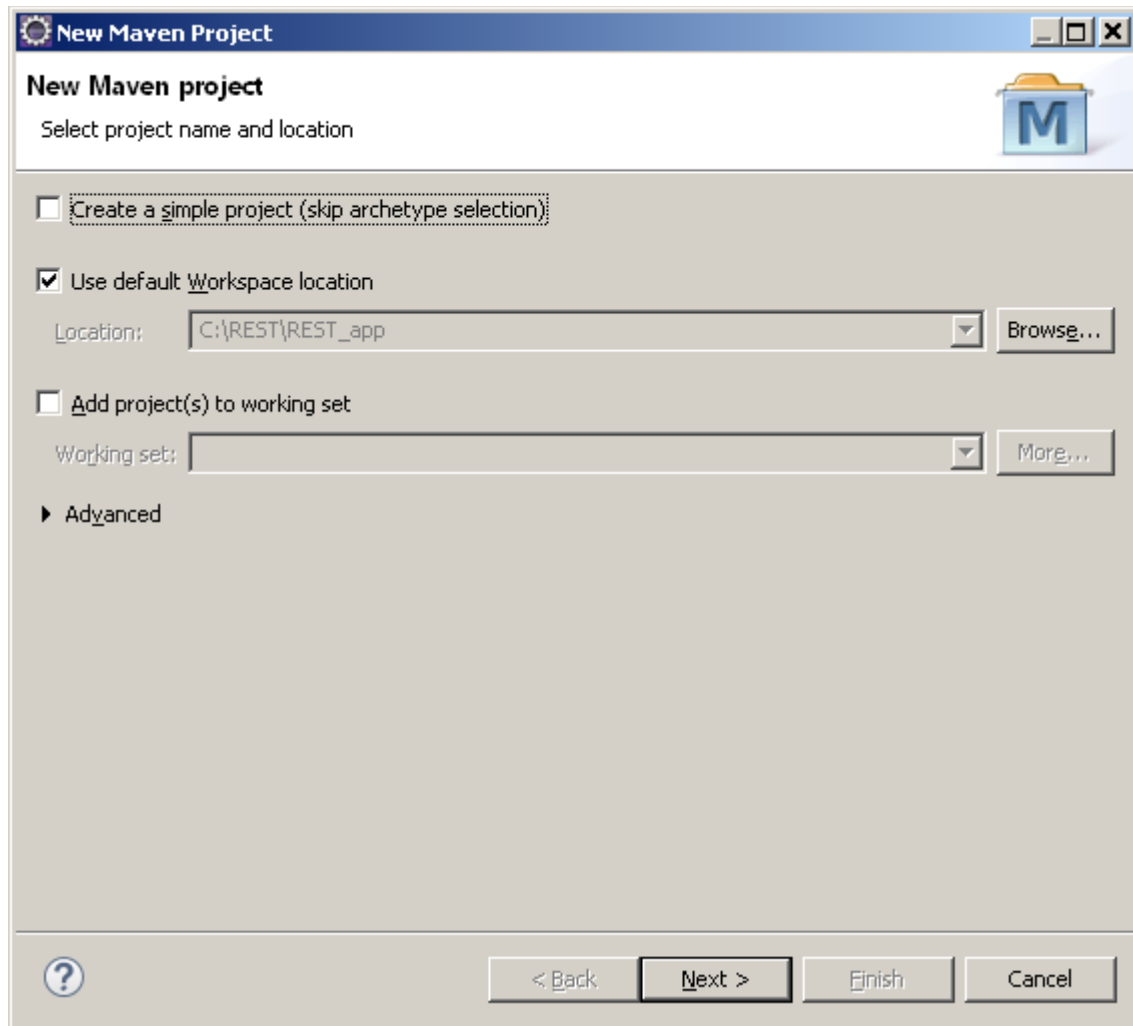 New Maven Project
New Maven project
Select project name and location
M
Create a simple project (skip archetype selection)
Use default Workspace location
Location: C:\REST\REST_app Browse...
Add project(s) to working set
Working set: More...
Advanced
? < Back Next > Finish Cancel